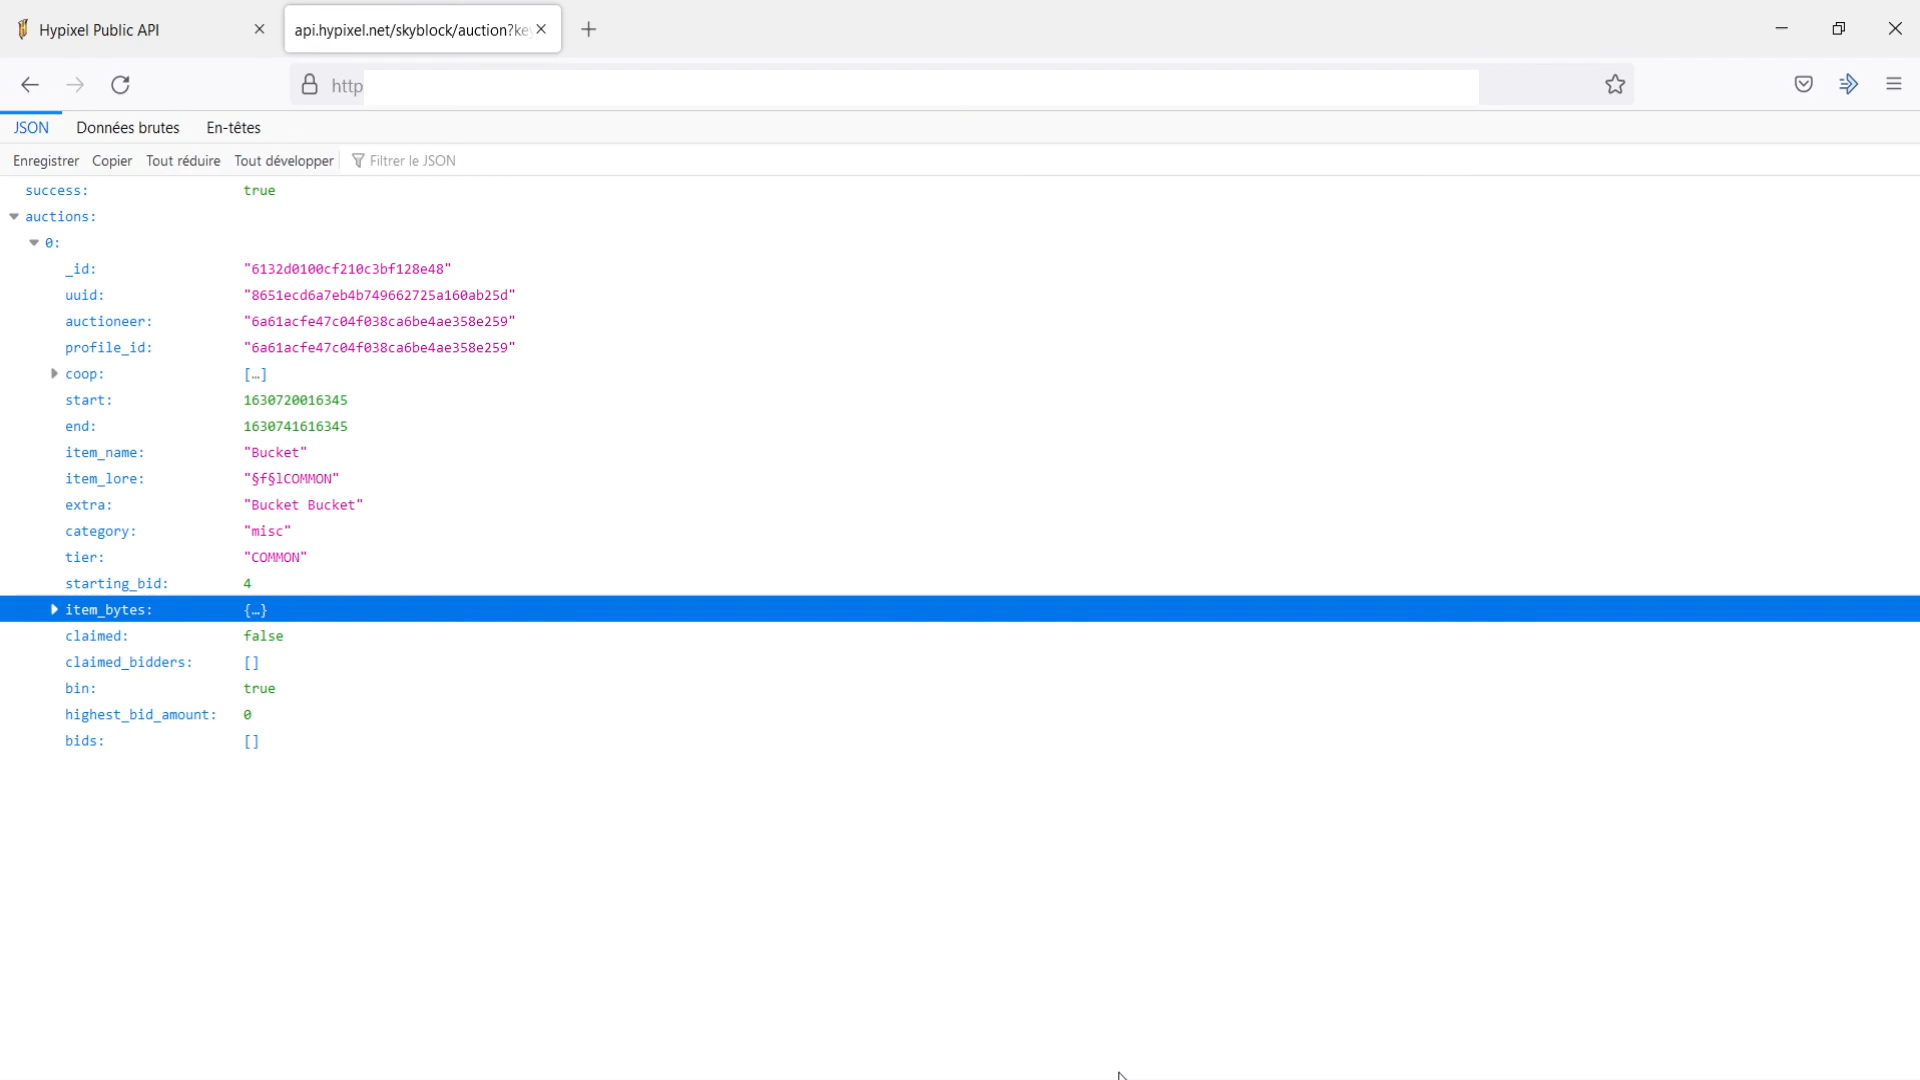 Hypixel Public API
api.hypixel.net/skyblock/auction?ke
http
JSON Données brutes En-têtes
Enregistrer Copier Tout réduire Tout développer Filtrer le JSON
success: true
auctions:
0:
_id: "6132d0100cf210c3bf128e48"
uuid: "8651ecd6a7eb4b749662725a160ab25d"
auctioneer: "6a61acfe47c04f038ca6be4ae358e259"
profile_id: "6a61acfe47c04f038ca6be4ae358e259"
coop: […]
start: 1630720016345
end: 1630741616345
item_name: "Bucket"
item_lore: "§f§lCOMMON"
extra: "Bucket Bucket"
category: "misc"
tier: "COMMON"
starting_bid: 4
item_bytes: {…}
claimed: false
claimed_bidders: []
bin: true
highest_bid_amount: 0
bids: []